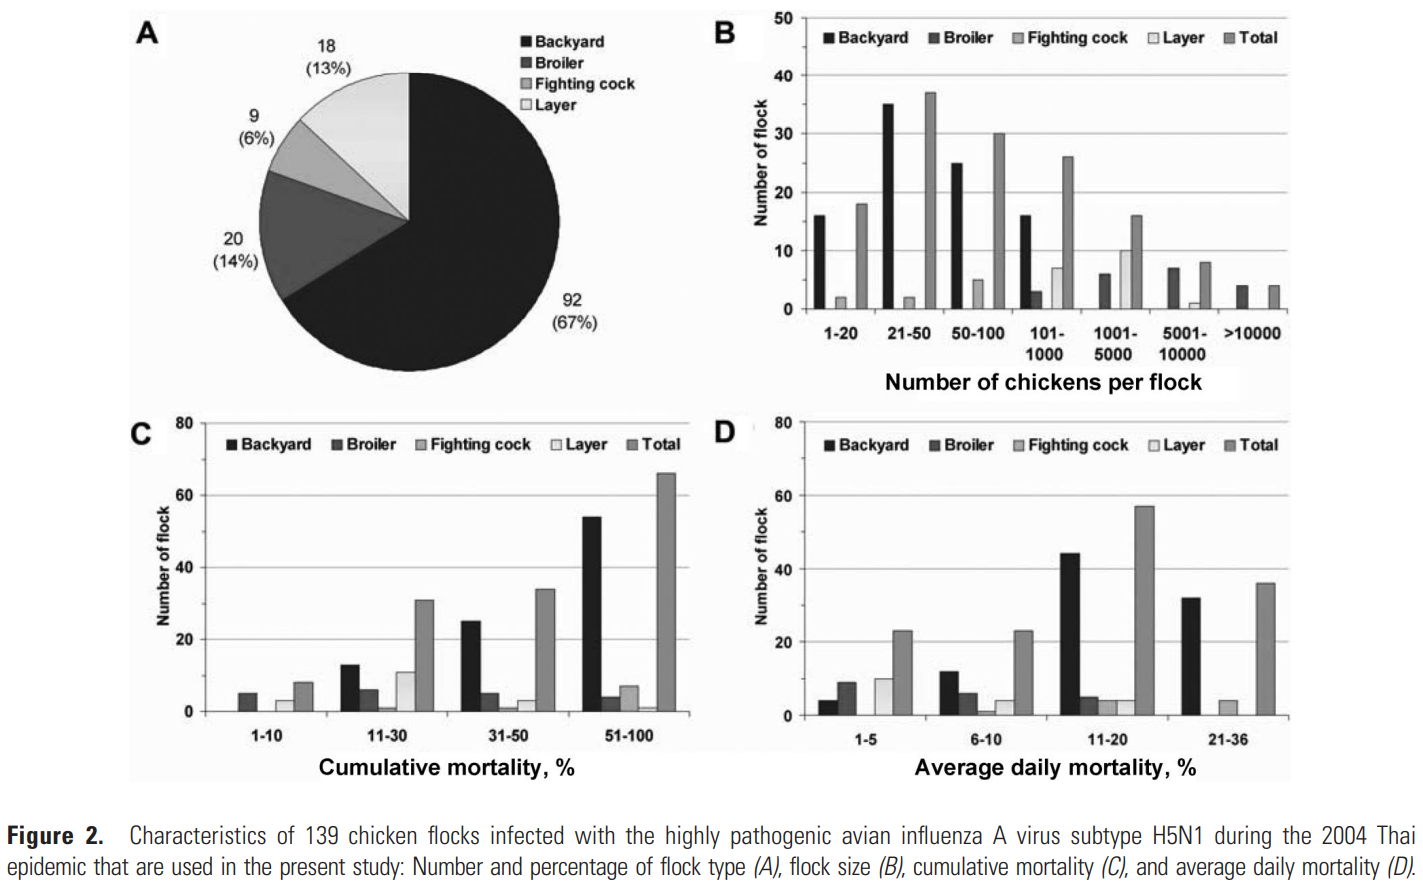 A
18
(13%)
9
(6%)
20
(14%)
92
(67%)
Backyard
Broiler
Fighting cock
Layer
B
Backyard Broiler Fighting cock Layer Total
Number of flock
50
40
30
20
10
0
1-20 21-50 50-100 101-1000 1001-5000 5001-10000 >10000
Number of chickens per flock
C
Backyard Broiler Fighting cock Layer Total
Number of flock
80
60
40
20
0
1-10 11-30 31-50 51-100
Cumulative mortality, %
D
Backyard Broiler Fighting cock Layer Total
Number of flock
80
60
40
20
0
1-5 6-10 11-20 21-36
Average daily mortality, %
Figure 2. Characteristics of 139 chicken flocks infected with the highly pathogenic avian influenza A virus subtype H5N1 during the 2004 Thai
epidemic that are used in the present study: Number and percentage of flock type (A), flock size (B), cumulative mortality (C), and average daily mortality (D).